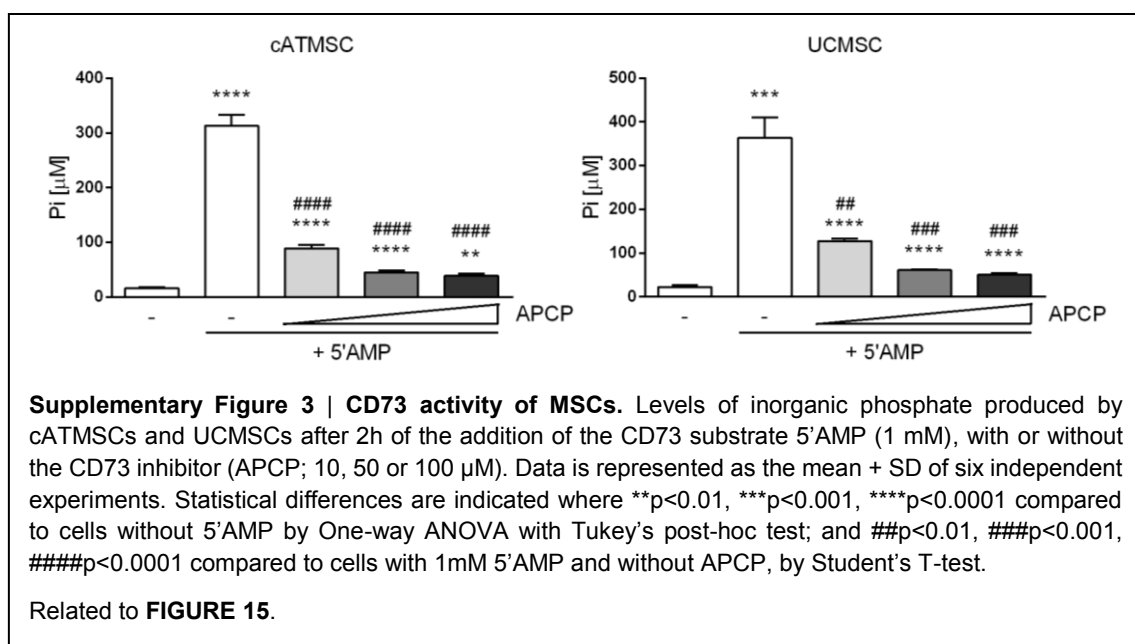 cATMSC
UCMSC
400
300
200
100
0
Pi [µM]
****
####
****
####
****
####
**
- - APCP
+ 5'AMP
500
400
300
200
100
0
Pi [µM]
***
##
****
###
****
###
****
- - APCP
+ 5'AMP
Supplementary Figure 3 | CD73 activity of MSCs. Levels of inorganic phosphate produced by
cATMSCs and UCMSCs after 2h of the addition of the CD73 substrate 5’AMP (1 mM), with or without
the CD73 inhibitor (APCP; 10, 50 or 100 µM). Data is represented as the mean + SD of six independent
experiments. Statistical differences are indicated where **p<0.01, ***p<0.001, ****p<0.0001 compared
to cells without 5’AMP by One-way ANOVA with Tukey’s post-hoc test; and ##p<0.01, ###p<0.001,
####p<0.0001 compared to cells with 1mM 5’AMP and without APCP, by Student’s T-test.
Related to FIGURE 15.